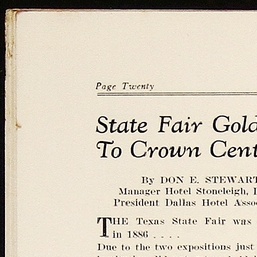 Page Twenty
State Fair Gold
To Crown Cent
By DON E. STEWART
Manager Hotel Stoneleigh,
President Dallas Hotel Asso
THE Texas State Fair was
in 1886 . . . .
Due to the two expositions just